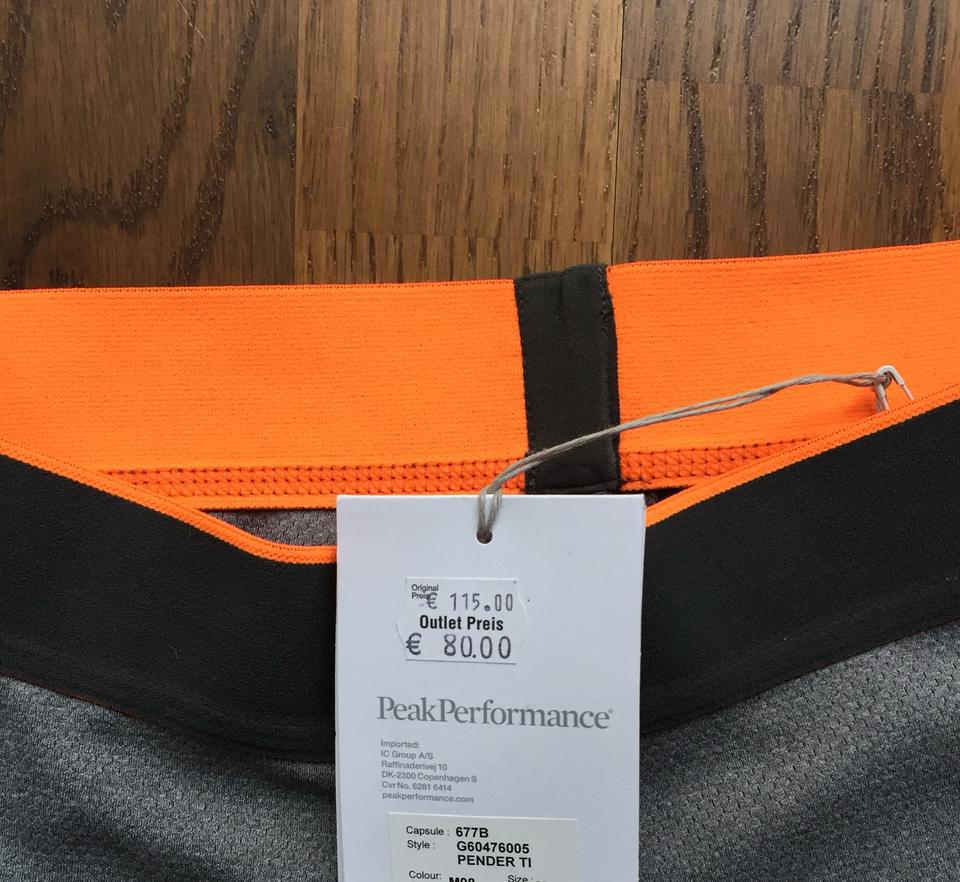 Original
Preis
€ 115.00
Outlet Preis
€ 80.00
PeakPerformance®
Imported:
IC Group A/S
Raffinaderivej 10
DK-2300 Copenhagen S
Cvr No. 6281 6414
peakperformance.com
Capsule : 677B
Style : G60476005
PENDER TI
Colour: Size :